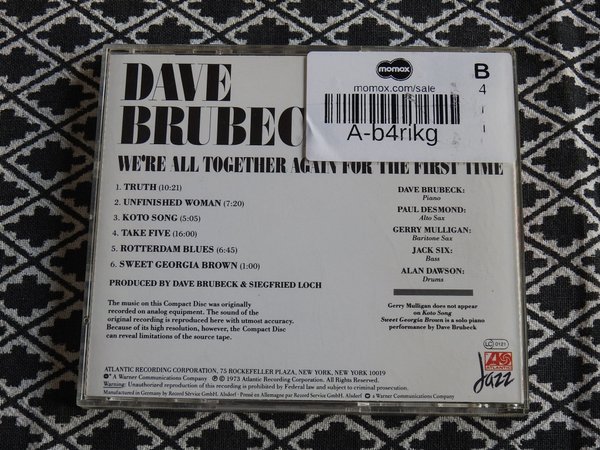 DAVE
BRUBEC
WE'RE ALL TOGETHER AGAIN FOR THE FIRST TIME
momox
momox.com/sale
A-b4rikg
B
4
1. TRUTH (10:21)
2. UNFINISHED WOMAN (7:20)
3. KOTO SONG (5:05)
4. TAKE FIVE (16:00)
5. ROTTERDAM BLUES (6:45)
6. SWEET GEORGIA BROWN (1:00)
PRODUCED BY DAVE BRUBECK & SIEGFRIED LOCH
DAVE BRUBECK:
Piano
PAUL DESMOND:
Alto Sax
GERRY MULLIGAN:
Baritone Sax
JACK SIX:
Bass
ALAN DAWSON:
Drums
The music on this Compact Disc was originally
recorded on analog equipment. The sound of the
original recording is reproduced here with utmost accuracy.
Because of its high resolution, however, the Compact Disc
can reveal limitations of the source tape.
Gerry Mulligan does not appear
on Koto Song
Sweet Georgia Brown is a solo piano
performance by Dave Brubeck
LC 0121
ATLANTIC
Jazz
ATLANTIC RECORDING CORPORATION, 75 ROCKEFELLER PLAZA, NEW YORK, NEW YORK 10019
A Warner Communications Company ℗ © 1973 Atlantic Recording Corporation. All Rights Reserved.
Warning: Unauthorized reproduction of this recording is prohibited by Federal law and subject to criminal prosecution.
Manufactured in Germany by Record Service GmbH. Alsdorf · Pressé en Allemagne par Record Service GmbH. Alsdorf a Warner Communications Company